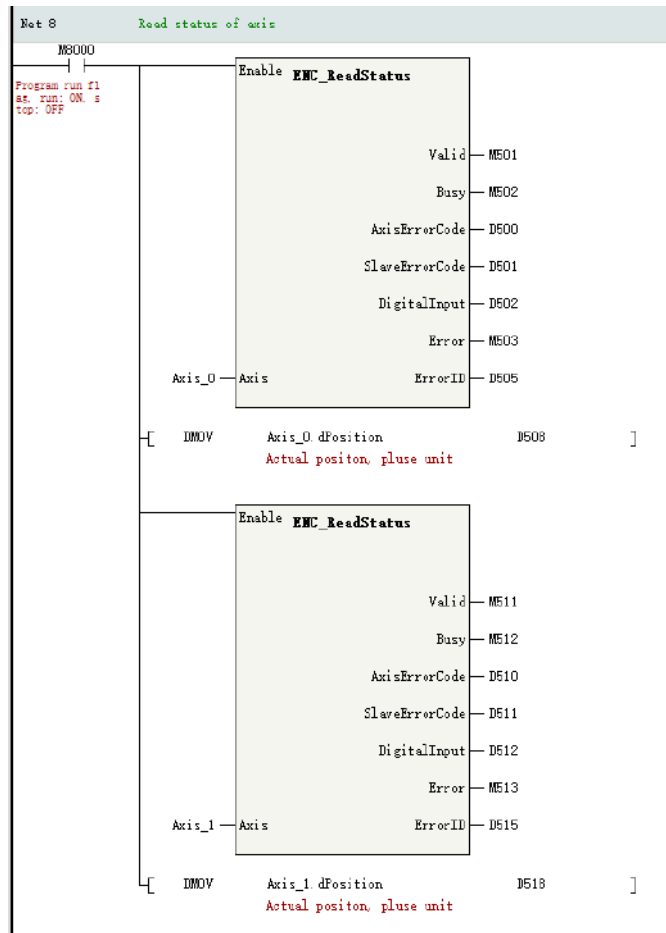 Net 8 Read status of axis
M8000
Program run fl
ag, run: ON, s
top: OFF
Enable ENC_ReadStatus
Valid M501
Busy M502
AxisErrorCode D500
SlaveErrorCode D501
DigitalInput D502
Error M503
Axis_0 Axis ErrorID D505
[ DMOV Axis_0.dPosition D508 ]
Actual positon, pluse unit
Enable ENC_ReadStatus
Valid M511
Busy M512
AxisErrorCode D510
SlaveErrorCode D511
DigitalInput D512
Error M513
Axis_1 Axis ErrorID D515
[ DMOV Axis_1.dPosition D518 ]
Actual positon, pluse unit